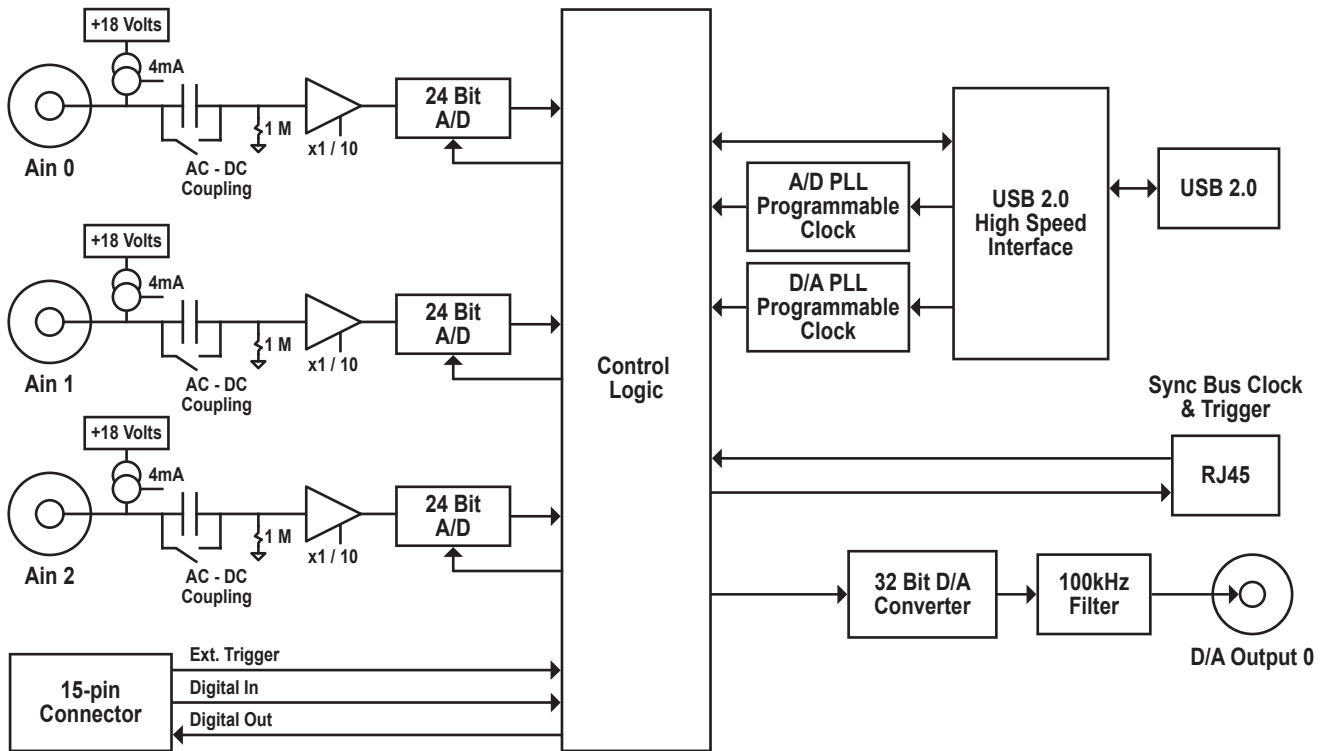 +18 Volts
4mA
Ain 0
AC - DC
Coupling
1 M
x1 / 10
24 Bit
A/D
+18 Volts
4mA
Ain 1
AC - DC
Coupling
1 M
x1 / 10
24 Bit
A/D
+18 Volts
4mA
Ain 2
AC - DC
Coupling
1 M
x1 / 10
24 Bit
A/D
15-pin
Connector
Ext. Trigger
Digital In
Digital Out
Control
Logic
A/D PLL
Programmable
Clock
D/A PLL
Programmable
Clock
USB 2.0
High Speed
Interface
USB 2.0
Sync Bus Clock
& Trigger
RJ45
32 Bit D/A
Converter
100kHz
Filter
D/A Output 0